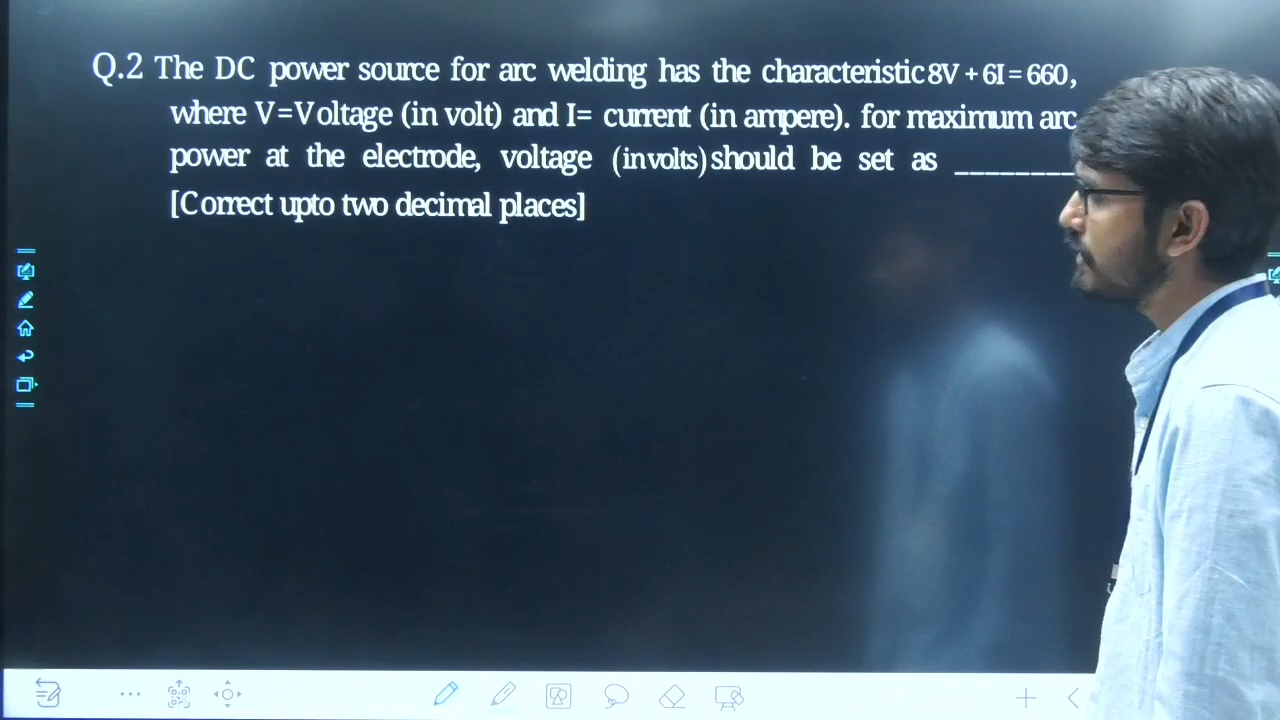 Q.2 The DC power source for arc welding has the characteristic 8V + 6I = 660,
where V=Voltage (in volt) and I= current (in ampere). for maximum arc
power at the electrode, voltage (in volts) should be set as _________
[Correct upto two decimal places]